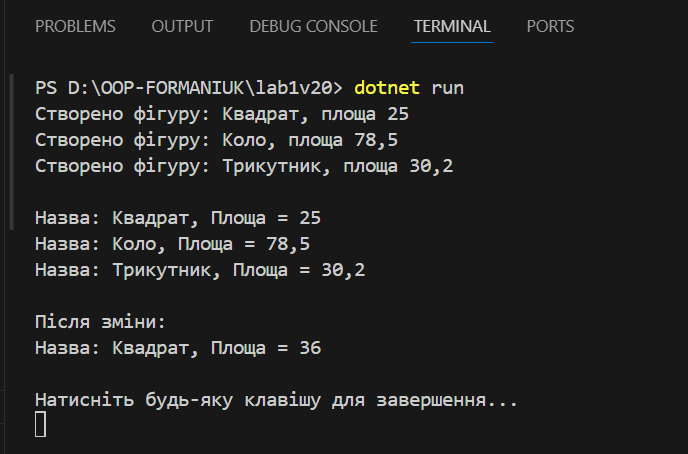 PROBLEMS OUTPUT DEBUG CONSOLE TERMINAL PORTS
PS D:\OOP-FORMANIUK\lab1v20> dotnet run
Створено фігуру: Квадрат, площа 25
Створено фігуру: Коло, площа 78,5
Створено фігуру: Трикутник, площа 30,2
Назва: Квадрат, Площа = 25
Назва: Коло, Площа = 78,5
Назва: Трикутник, Площа = 30,2
Після зміни:
Назва: Квадрат, Площа = 36
Натисніть будь-яку клавішу для завершення...